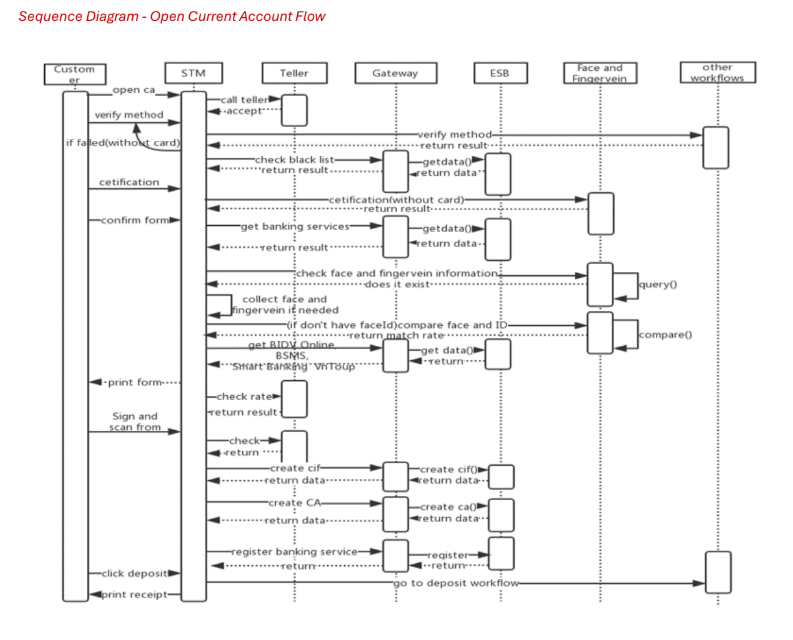 Sequence Diagram - Open Current Account Flow
Custom
er
STM
Teller
Gateway
ESB
Face and
Fingervein
other
workflows
open ca
call teller
accept
verify method
verify method
return result
if failed(without card)
check black list
getdata()
return result
return data
cetification
cetification(without card)
return result
confirm form
get banking services
getdata()
return result
return data
check face and fingervein information
does it exist
query()
collect face and
fingervein if needed
(if don't have faceId)compare face and ID
return match rate
compare()
get BIDV Online,
BSMS,
Smart Banking VnToup
get data()
return
print form
check rate
return result
Sign and
scan from
check
return
create cif
create cif()
return data
return data
create CA
create ca()
return data
return data
register banking service
register
return
return
click deposit
go to deposit workflow
print receipt